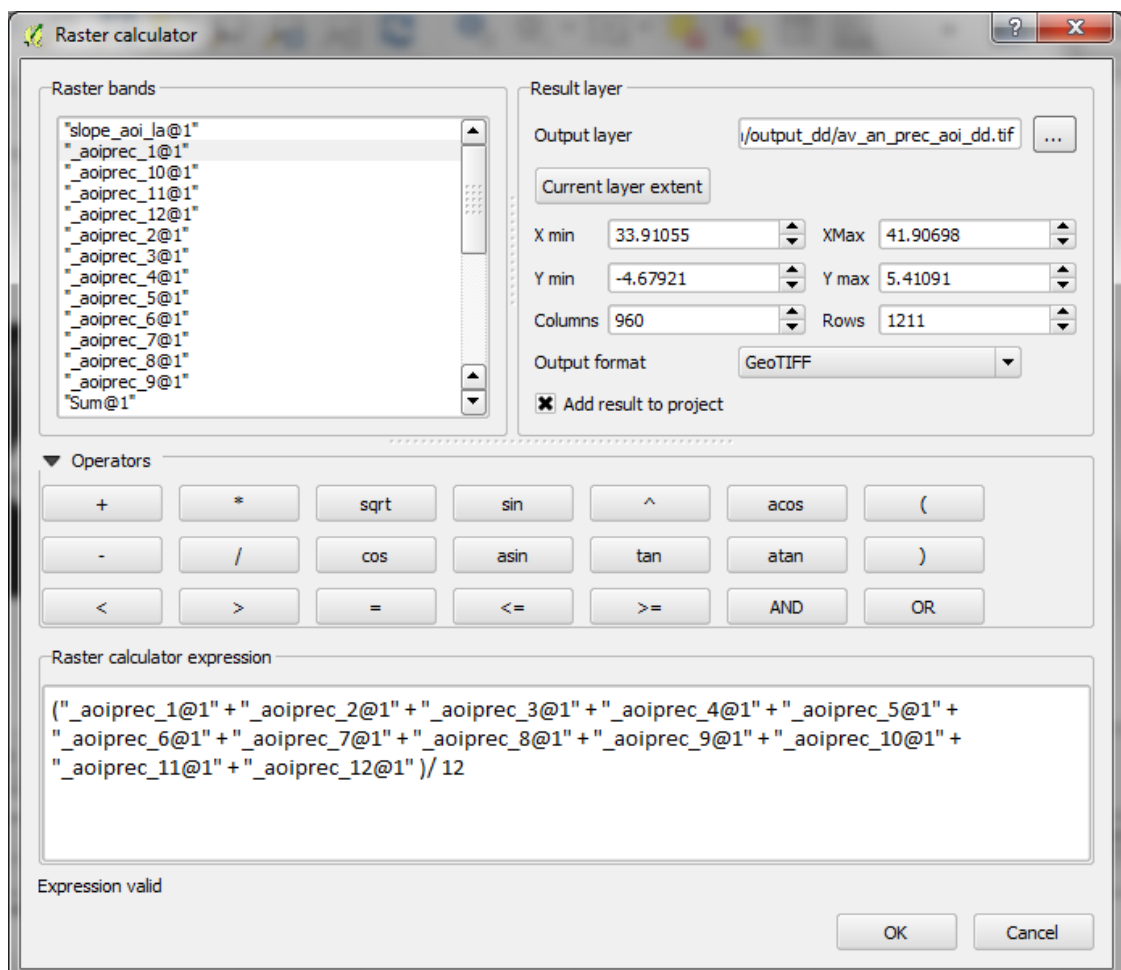 Raster calculator
Raster bands
"slope_aoi_la@1"
"_aoiprec_1@1"
"_aoiprec_10@1"
"_aoiprec_11@1"
"_aoiprec_12@1"
"_aoiprec_2@1"
"_aoiprec_3@1"
"_aoiprec_4@1"
"_aoiprec_5@1"
"_aoiprec_6@1"
"_aoiprec_7@1"
"_aoiprec_8@1"
"_aoiprec_9@1"
"Sum@1"
Result layer
Output layer /output_dd/av_an_prec_aoi_dd.tif ...
Current layer extent
X min 33.91055 XMax 41.90698
Y min -4.67921 Y max 5.41091
Columns 960 Rows 1211
Output format GeoTIFF
Add result to project
Operators
+ * sqrt sin ^ acos (
- / cos asin tan atan )
< > = <= >= AND OR
Raster calculator expression
("_aoiprec_1@1" + "_aoiprec_2@1" + "_aoiprec_3@1" + "_aoiprec_4@1" + "_aoiprec_5@1" +
"_aoiprec_6@1" + "_aoiprec_7@1" + "_aoiprec_8@1" + "_aoiprec_9@1" + "_aoiprec_10@1" +
"_aoiprec_11@1" + "_aoiprec_12@1" )/ 12
Expression valid
OK Cancel